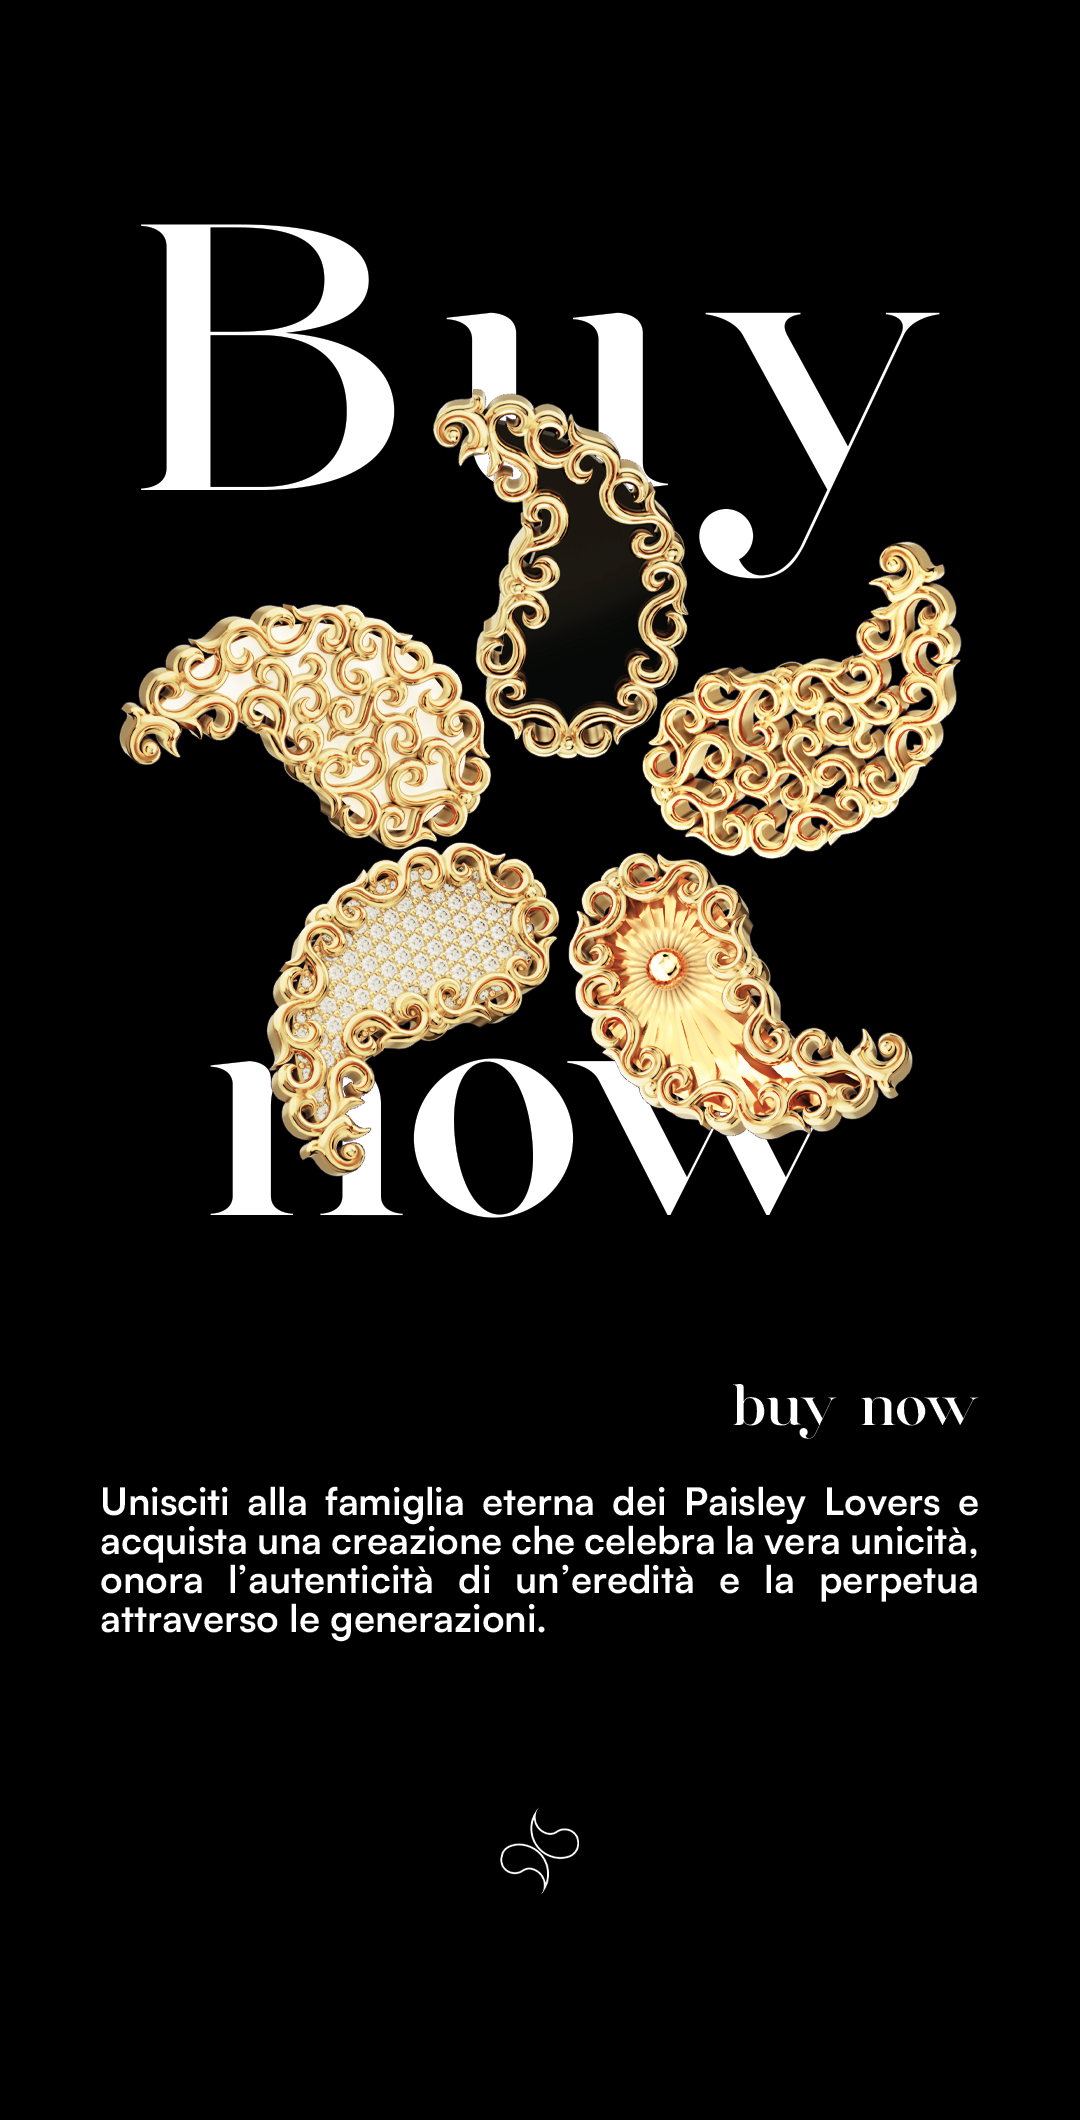 Buy
now
buy now
Unisciti alla famiglia eterna dei Paisley Lovers e
acquista una creazione che celebra la vera unicità,
onora l’autenticità di un’eredità e la perpetua
attraverso le generazioni.